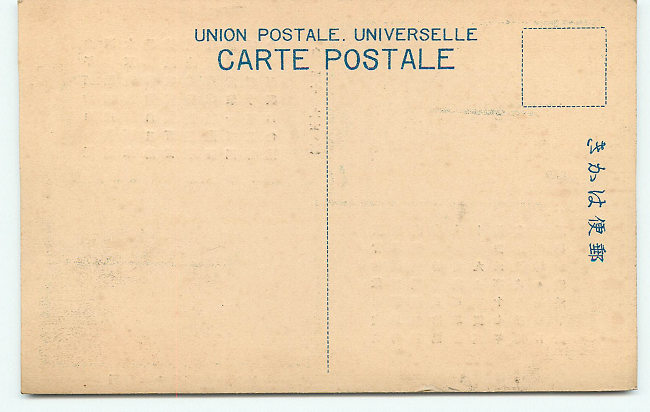 UNION POSTALE. UNIVERSELLE
CARTE POSTALE
郵便はかき